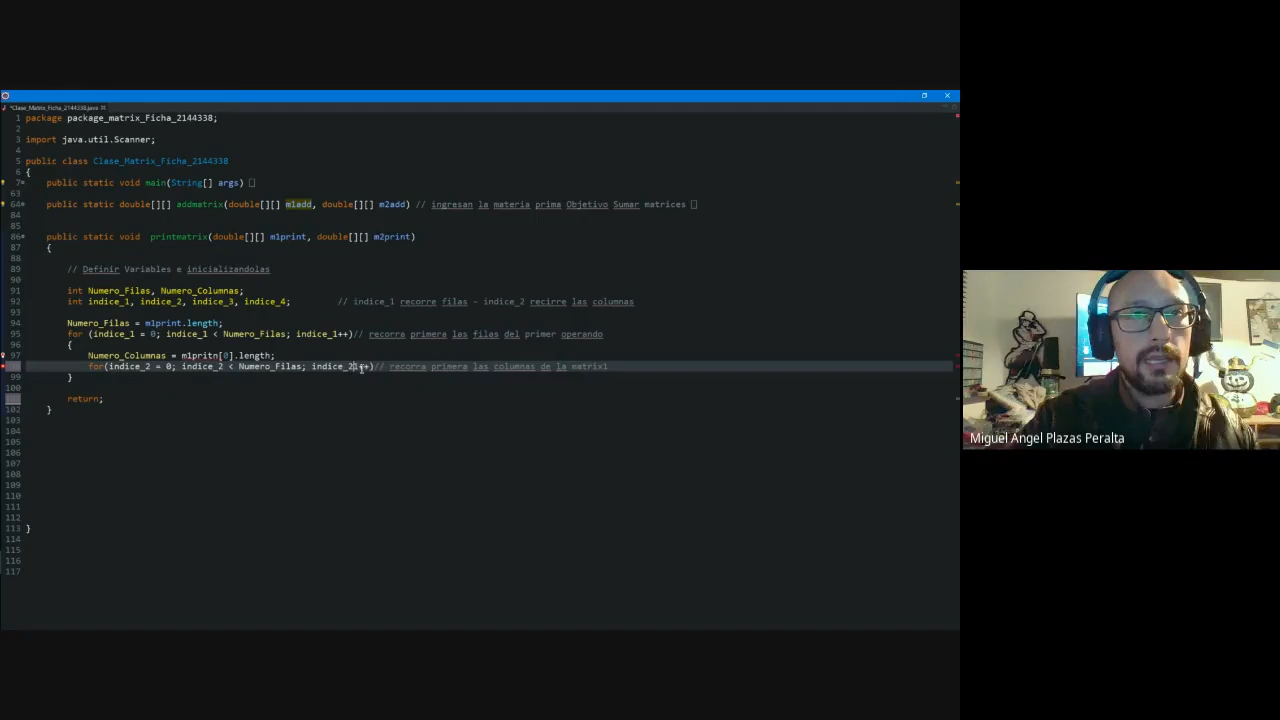 *Clase_Matrix_Ficha_2144338.java
1 package package_matrix_Ficha_2144338;
2
3 import java.util.Scanner;
4
5 public class Clase_Matrix_Ficha_2144338
6 {
7 public static void main(String[] args)
63
64 public static double[][] addmatrix(double[][] m1add, double[][] m2add) // ingresan la materia prima Objetivo Sumar matrices
84
85
86 public static void printmatrix(double[][] m1print, double[][] m2print)
87 {
88
89 // Definir Variables e inicializandolas
90
91 int Numero_Filas, Numero_Columnas;
92 int indice_1, indice_2, indice_3, indice_4; // indice_1 recorre filas - indice_2 recirre las columnas
93
94 Numero_Filas = m1print.length;
95 for (indice_1 = 0; indice_1 < Numero_Filas; indice_1++)// recorra primera las filas del primer operando
96 {
97 Numero_Columnas = m1pritn[0].length;
for(indice_2 = 0; indice_2 < Numero_Filas; indice_21++)// recorra primera las columnas de la matrix1
99 }
100
return;
102 }
103
104
105
106
107
108
109
110
111
112
113 }
114
115
116
117
Miguel Angel Plazas Peralta